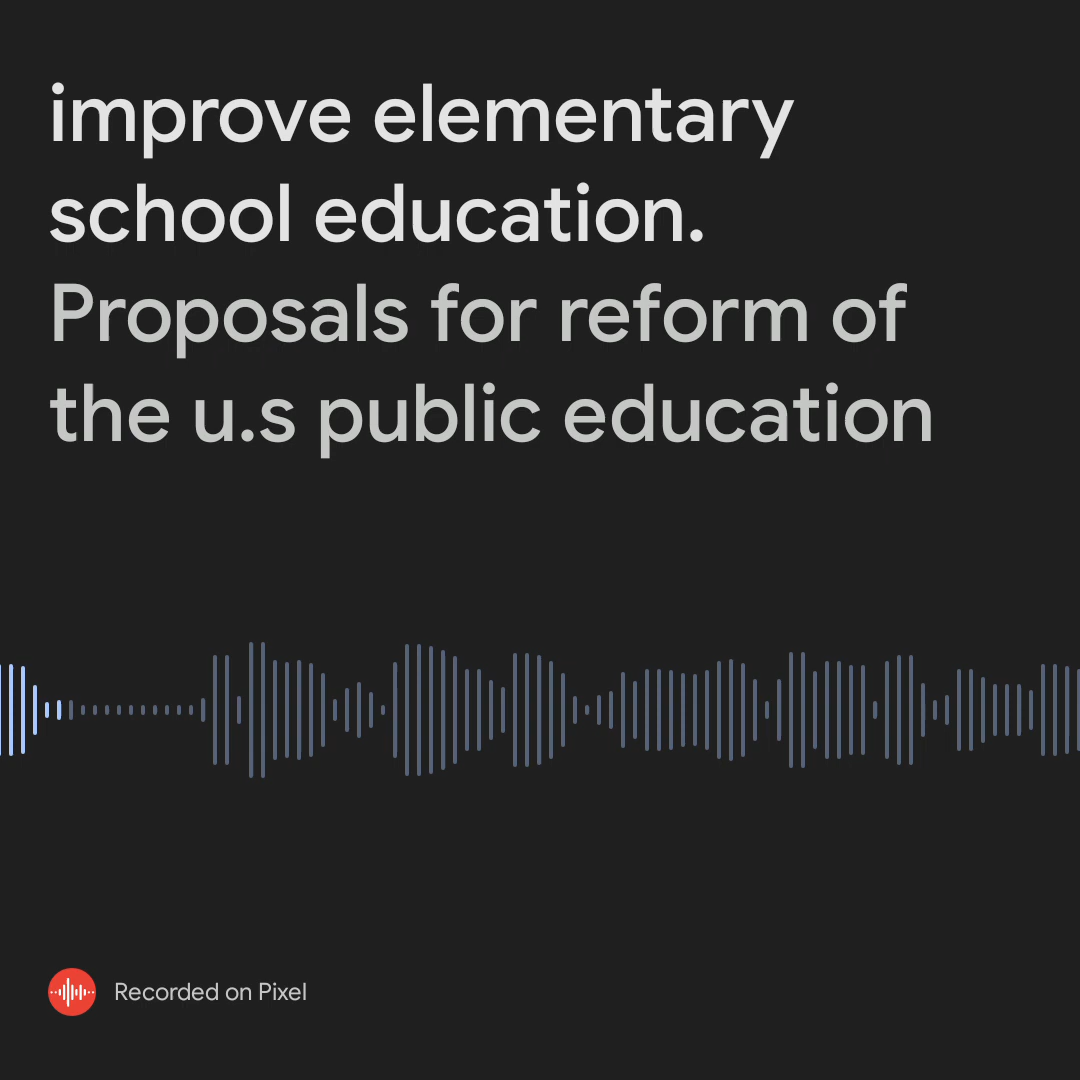 improve elementary
school education.
Proposals for reform of
the u.s public education
Recorded on Pixel